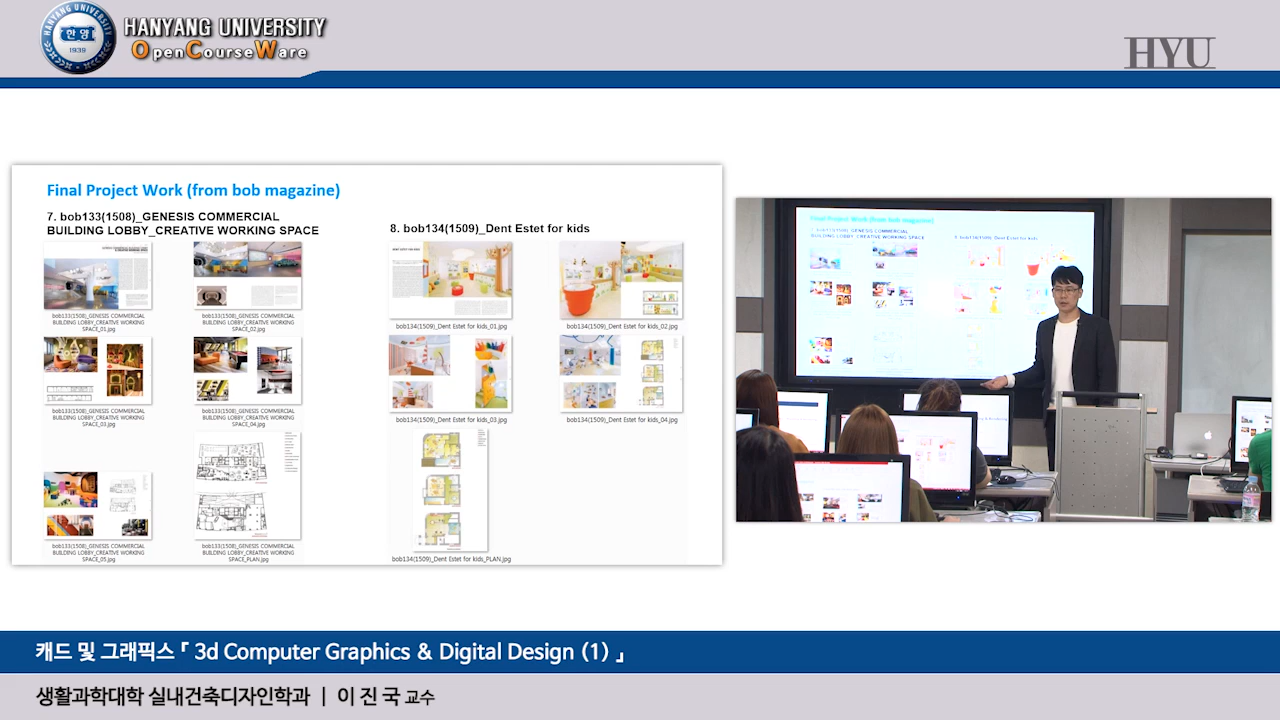 HANYANG UNIVERSITY
OpenCourseWare
한양
1939
HYU
Final Project Work (from bob magazine)
7. bob133(1508)_GENESIS COMMERCIAL
BUILDING LOBBY_CREATIVE WORKING SPACE
8. bob134(1509)_Dent Estet for kids
bob133(1508)_GENESIS COMMERCIAL
BUILDING LOBBY_CREATIVE WORKING
SPACE_01.jpg
bob133(1508)_GENESIS COMMERCIAL
BUILDING LOBBY_CREATIVE WORKING
SPACE_02.jpg
bob134(1509)_Dent Estet for kids_01.jpg
bob134(1509)_Dent Estet for kids_02.jpg
bob133(1508)_GENESIS COMMERCIAL
BUILDING LOBBY_CREATIVE WORKING
SPACE_03.jpg
bob133(1508)_GENESIS COMMERCIAL
BUILDING LOBBY_CREATIVE WORKING
SPACE_04.jpg
bob134(1509)_Dent Estet for kids_03.jpg
bob134(1509)_Dent Estet for kids_04.jpg
bob133(1508)_GENESIS COMMERCIAL
BUILDING LOBBY_CREATIVE WORKING
SPACE_05.jpg
bob133(1508)_GENESIS COMMERCIAL
BUILDING LOBBY_CREATIVE WORKING
SPACE_PLAN.jpg
bob134(1509)_Dent Estet for kids_PLAN.jpg
캐드 및 그래픽스 「 3d Computer Graphics & Digital Design (1) 」
생활과학대학 실내건축디자인학과 | 이 진 국 교수